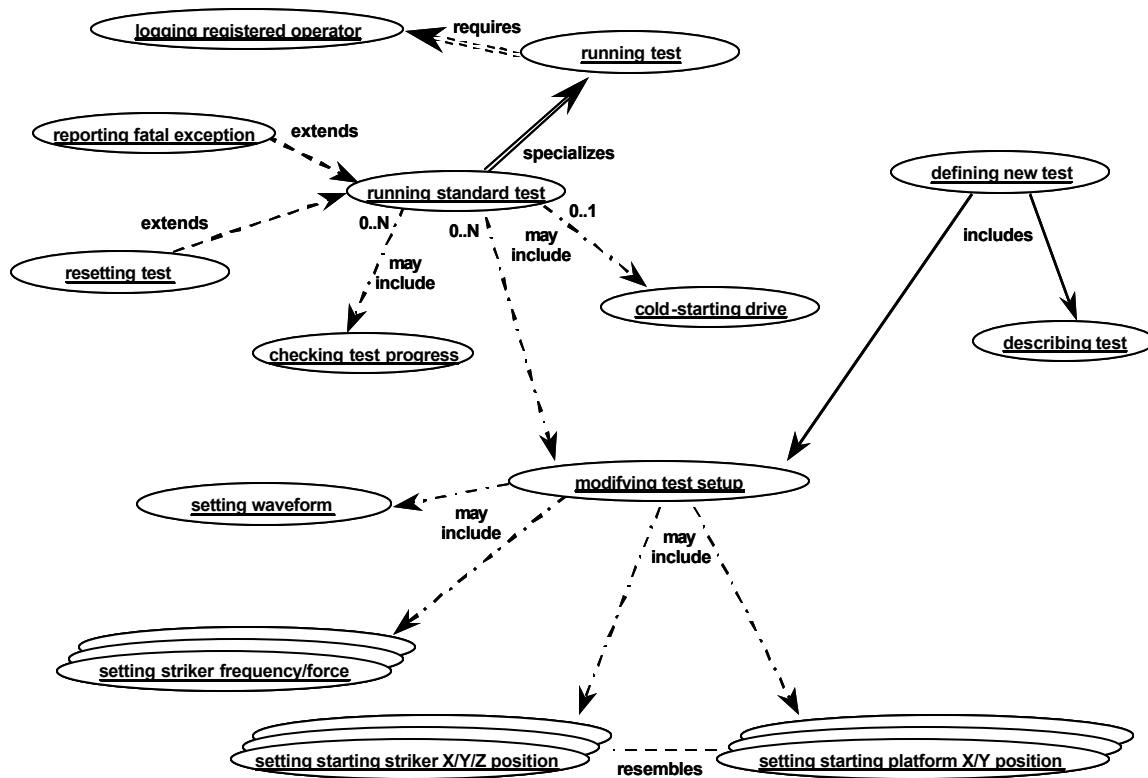 logging registered operator
requires
running test
reporting fatal exception
extends
specializes
running standard test
defining new test
extends
0..N
0..N
0..1
may
include
includes
resetting test
may
include
cold-starting drive
checking test progress
describing test
modifying test setup
setting waveform
may
include
may
include
setting striker frequency/force
setting starting striker X/Y/Z position
resembles
setting starting platform X/Y position